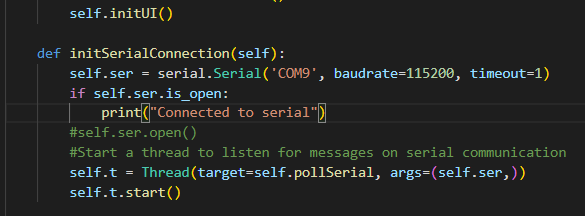 self.initUI()
def initSerialConnection(self):
self.ser = serial.Serial('COM9', baudrate=115200, timeout=1)
if self.ser.is_open:
print("Connected to serial")
#self.ser.open()
#Start a thread to listen for messages on serial communication
self.t = Thread(target=self.pollSerial, args=(self.ser,))
self.t.start()